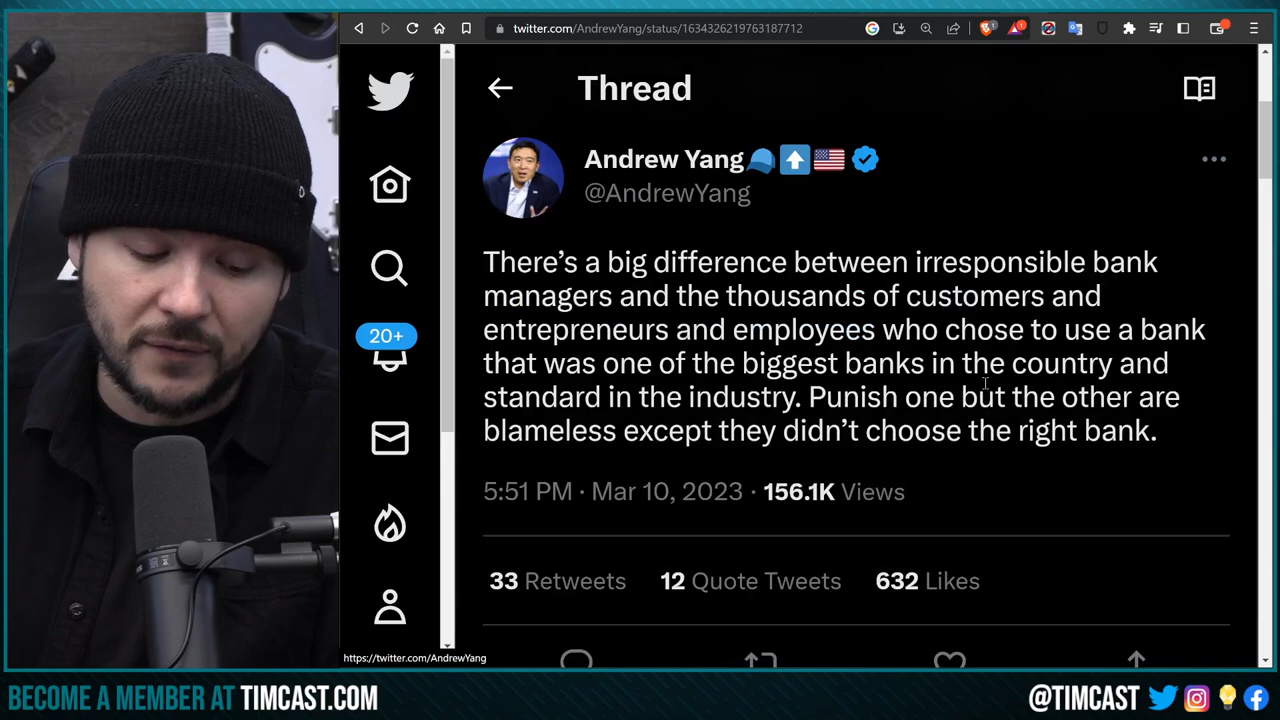 twitter.com/AndrewYang/status/1634326219763187712
Thread
Andrew Yang
@AndrewYang
20+
There's a big difference between irresponsible bank
managers and the thousands of customers and
entrepreneurs and employees who chose to use a bank
that was one of the biggest banks in the country and
standard in the industry. Punish one but the other are
blameless except they didn't choose the right bank.
5:51 PM · Mar 10, 2023 · 156.1K Views
33 Retweets 12 Quote Tweets 632 Likes
https://twitter.com/AndrewYang
BECOME A MEMBER AT TIMCAST.COM
@TIMCAST